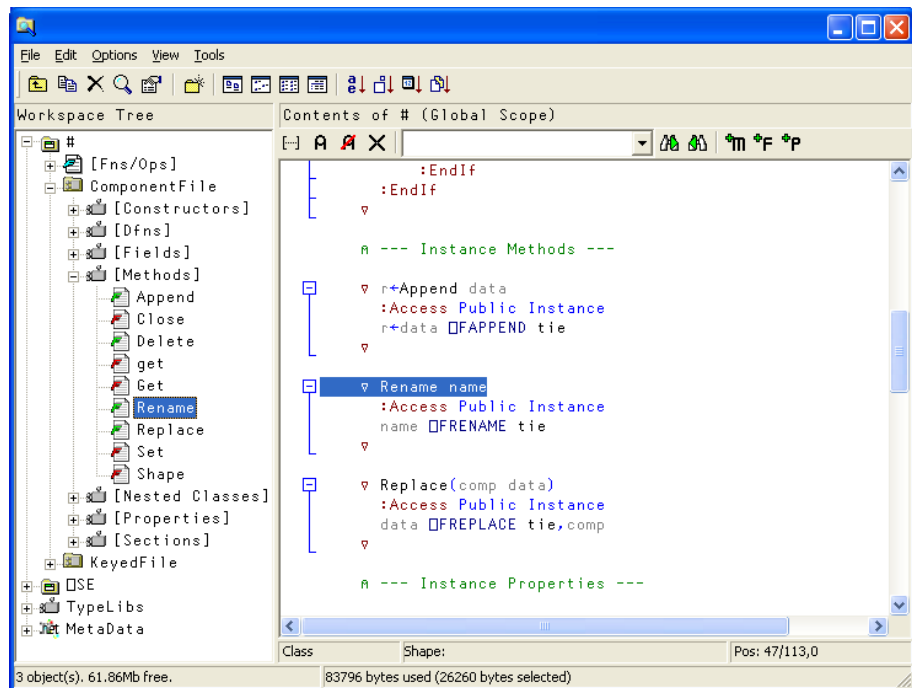 File Edit Options View Tools
Workspace Tree
#
[Fns/Ops]
ComponentFile
[Constructors]
[Dfns]
[Fields]
[Methods]
Append
Close
Delete
get
Get
Rename
Replace
Set
Shape
[Nested Classes]
[Properties]
[Sections]
KeyedFile
⎕SE
TypeLibs
MetaData
Contents of # (Global Scope)
:EndIf
:EndIf
∇
⍝ --- Instance Methods ---
∇ r←Append data
:Access Public Instance
r←data ⎕FAPPEND tie
∇
∇ Rename name
:Access Public Instance
name ⎕FRENAME tie
∇
∇ Replace(comp data)
:Access Public Instance
data ⎕FREPLACE tie,comp
∇
⍝ --- Instance Properties ---
Class Shape: Pos: 47/113,0
3 object(s). 61.86Mb free. 83796 bytes used (26260 bytes selected)